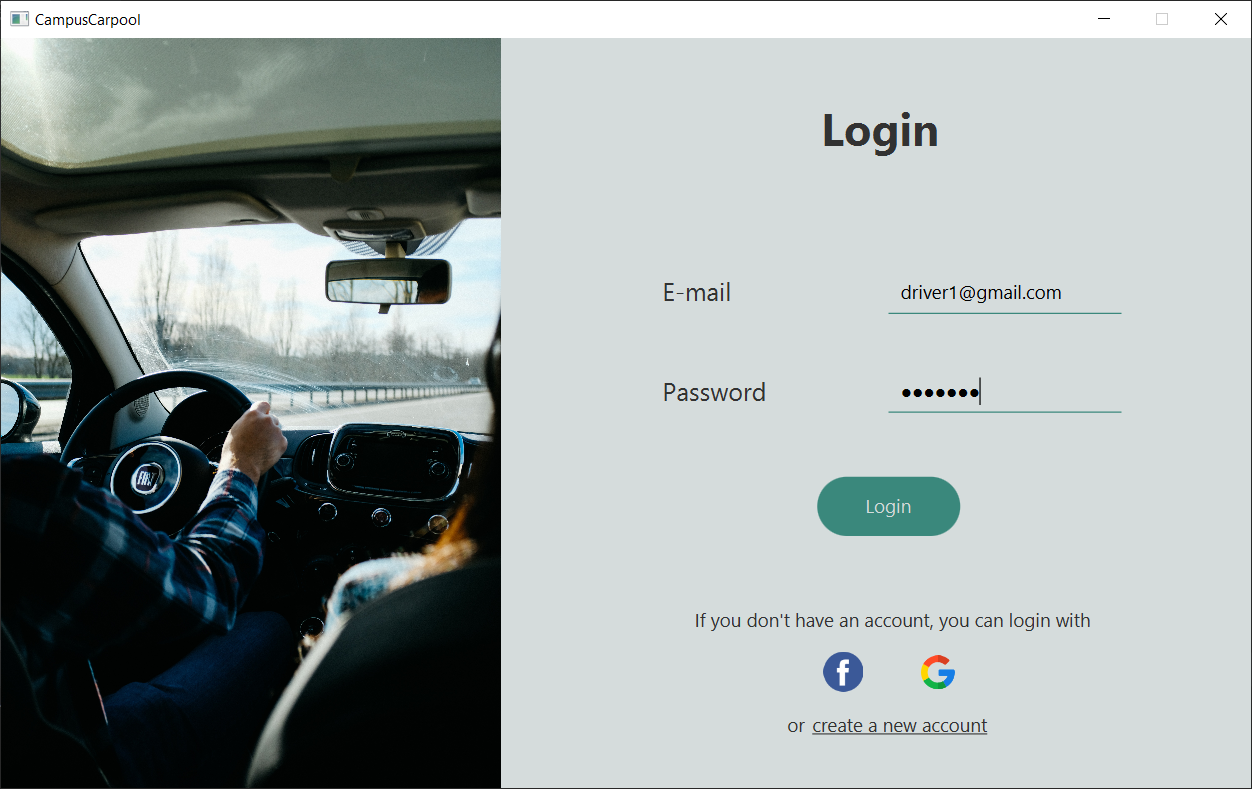 CampusCarpool
Login
E-mail
driver1@gmail.com
Password
•••••••
Login
If you don't have an account, you can login with
or create a new account
FIAT